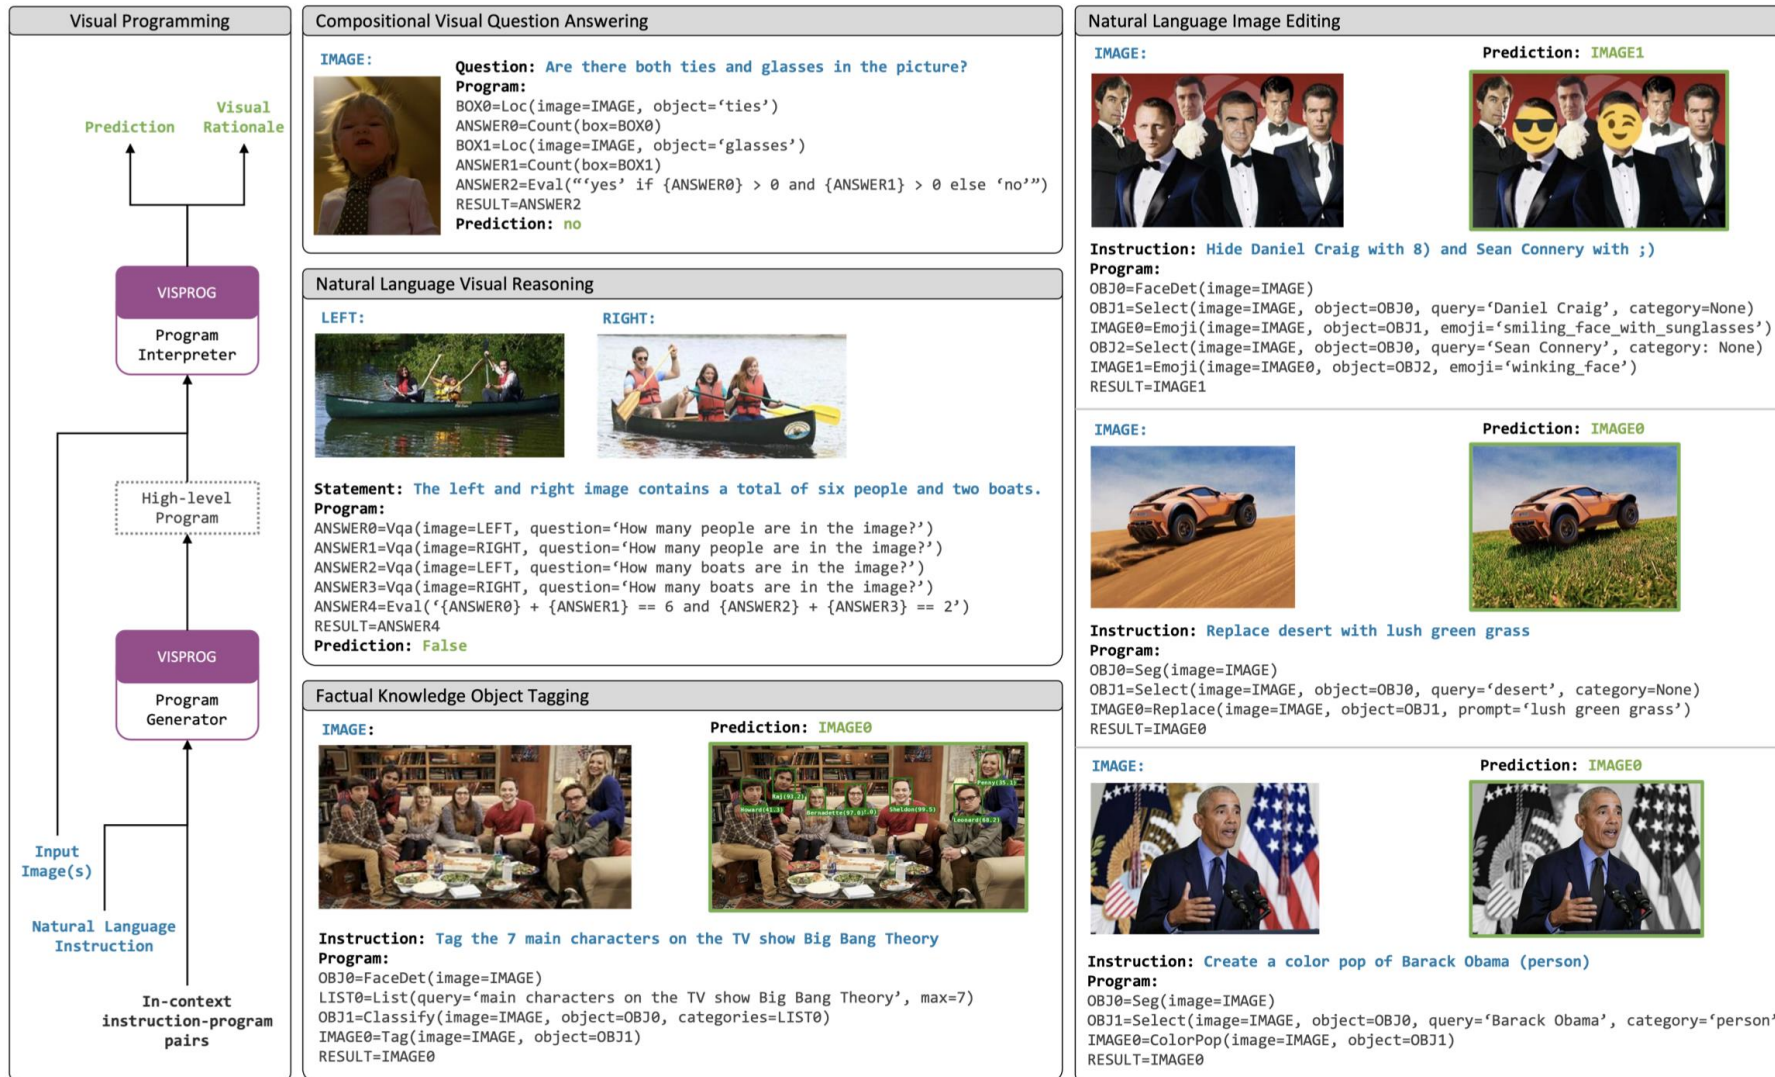 Visual Programming
Prediction
Visual
Rationale
VISPROG
Program
Interpreter
High-level
Program
VISPROG
Program
Generator
Input
Image(s)
Natural Language
Instruction
In-context
instruction-program
pairs
Compositional Visual Question Answering
IMAGE:
Question: Are there both ties and glasses in the picture?
Program:
BOX0=Loc(image=IMAGE, object=‘ties’)
ANSWER0=Count(box=BOX0)
BOX1=Loc(image=IMAGE, object=‘glasses’)
ANSWER1=Count(box=BOX1)
ANSWER2=Eval(“‘yes’ if {ANSWER0} > 0 and {ANSWER1} > 0 else ‘no’”)
RESULT=ANSWER2
Prediction: no
Natural Language Visual Reasoning
LEFT:
RIGHT:
Statement: The left and right image contains a total of six people and two boats.
Program:
ANSWER0=Vqa(image=LEFT, question=‘How many people are in the image?’)
ANSWER1=Vqa(image=RIGHT, question=‘How many people are in the image?’)
ANSWER2=Vqa(image=LEFT, question=‘How many boats are in the image?’)
ANSWER3=Vqa(image=RIGHT, question=‘How many boats are in the image?’)
ANSWER4=Eval(‘{ANSWER0} + {ANSWER1} == 6 and {ANSWER2} + {ANSWER3} == 2’)
RESULT=ANSWER4
Prediction: False
Factual Knowledge Object Tagging
IMAGE:
Prediction: IMAGE0
Penny(35.1)
Raj(93.2)
Howard(41.3)
Bernadette(97.8)
Sheldon(99.5)
Leonard(68.2)
Instruction: Tag the 7 main characters on the TV show Big Bang Theory
Program:
OBJ0=FaceDet(image=IMAGE)
LIST0=List(query=‘main characters on the TV show Big Bang Theory’, max=7)
OBJ1=Classify(image=IMAGE, object=OBJ0, categories=LIST0)
IMAGE0=Tag(image=IMAGE, object=OBJ1)
RESULT=IMAGE0
Natural Language Image Editing
IMAGE:
Prediction: IMAGE1
Instruction: Hide Daniel Craig with 8) and Sean Connery with ;)
Program:
OBJ0=FaceDet(image=IMAGE)
OBJ1=Select(image=IMAGE, object=OBJ0, query=‘Daniel Craig’, category=None)
IMAGE0=Emoji(image=IMAGE, object=OBJ1, emoji=‘smiling_face_with_sunglasses’)
OBJ2=Select(image=IMAGE, object=OBJ0, query=‘Sean Connery’, category: None)
IMAGE1=Emoji(image=IMAGE0, object=OBJ2, emoji=‘winking_face’)
RESULT=IMAGE1
IMAGE:
Prediction: IMAGE0
Instruction: Replace desert with lush green grass
Program:
OBJ0=Seg(image=IMAGE)
OBJ1=Select(image=IMAGE, object=OBJ0, query=‘desert’, category=None)
IMAGE0=Replace(image=IMAGE, object=OBJ1, prompt=‘lush green grass’)
RESULT=IMAGE0
IMAGE:
Prediction: IMAGE0
Instruction: Create a color pop of Barack Obama (person)
Program:
OBJ0=Seg(image=IMAGE)
OBJ1=Select(image=IMAGE, object=OBJ0, query=‘Barack Obama’, category=‘person’
IMAGE0=ColorPop(image=IMAGE, object=OBJ1)
RESULT=IMAGE0